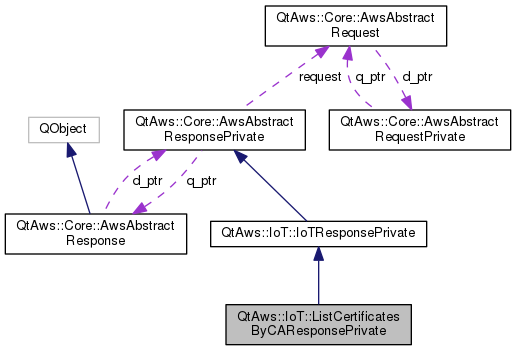 QtAws::Core::AwsAbstract
Request
request
q_ptr
d_ptr
QObject
QtAws::Core::AwsAbstract
ResponsePrivate
QtAws::Core::AwsAbstract
RequestPrivate
d_ptr
q_ptr
QtAws::Core::AwsAbstract
Response
QtAws::IoT::IoTResponsePrivate
QtAws::IoT::ListCertificates
ByCAResponsePrivate